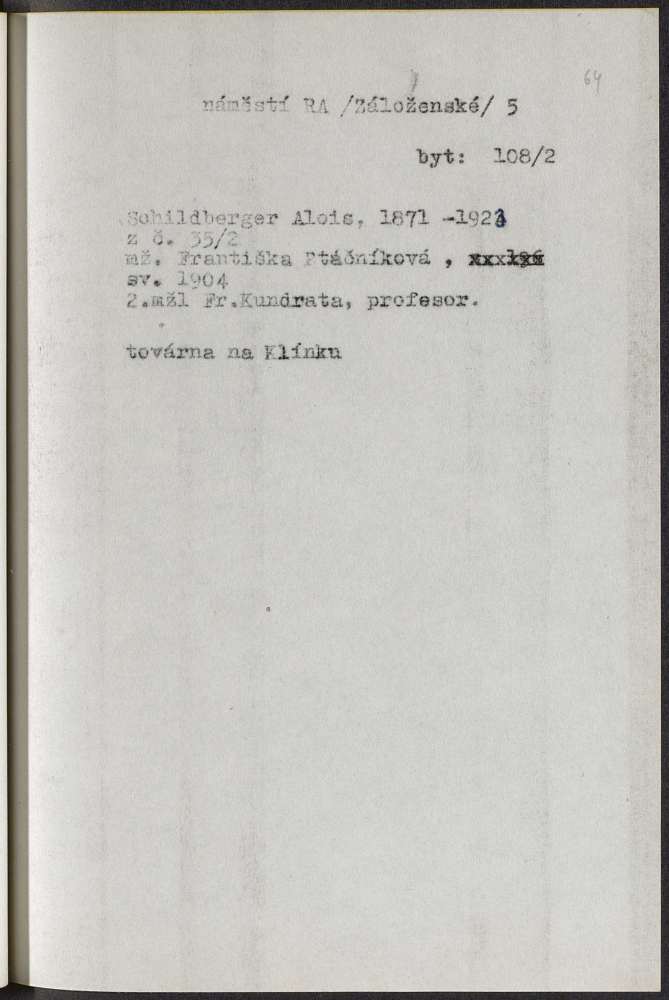 64
náměstí RA /Záloženské/ 5
byt: 108/2
Schildberger Alois, 1871 -1923
z č. 35/2
mž. Františka Ptáčníková ,
sv. 1904
2.mžl Fr.Kundrata, profesor.
továrna na Klínku